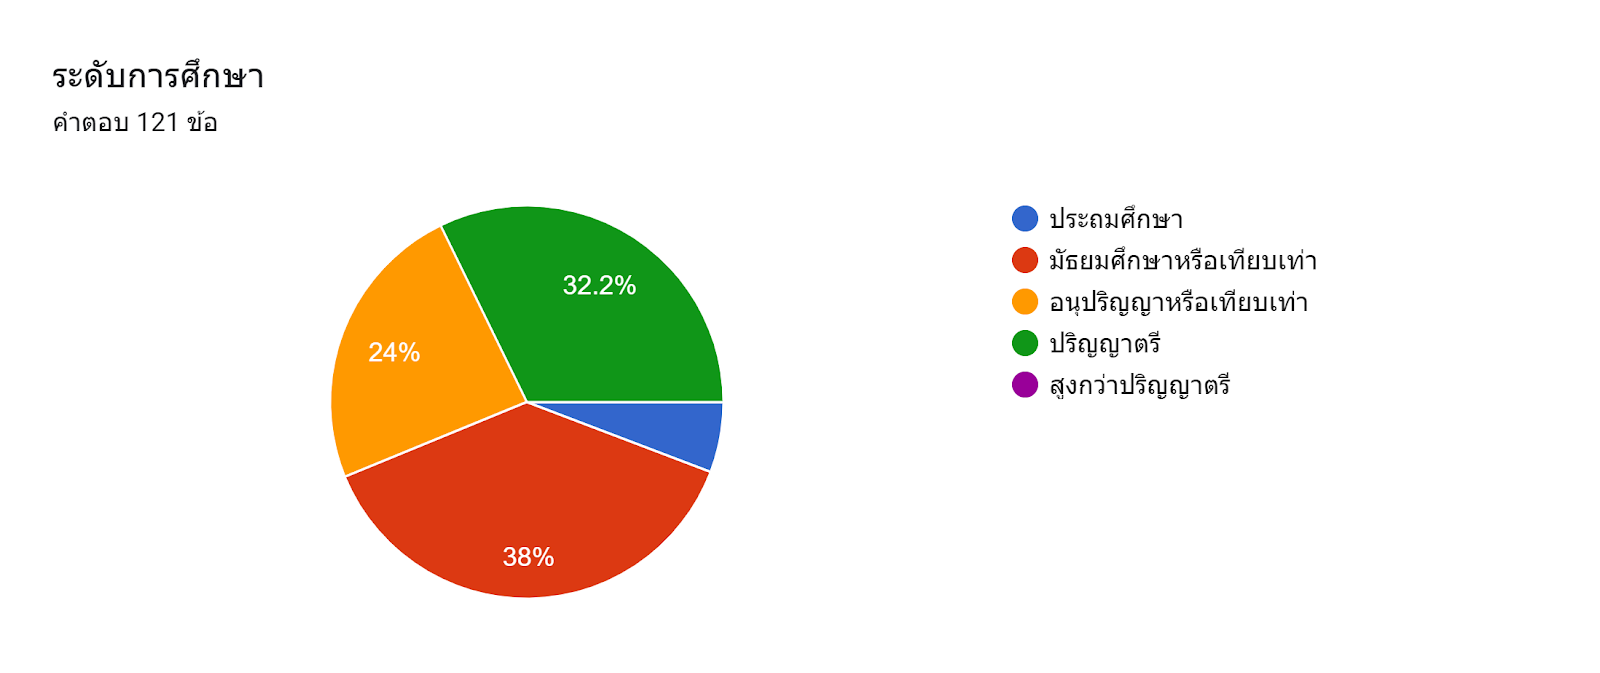 ระดับการศึกษา
คำตอบ 121 ข้อ
32.2%
24%
38%
ประถมศึกษา
มัธยมศึกษาหรือเทียบเท่า
อนุปริญญาหรือเทียบเท่า
ปริญญาตรี
สูงกว่าปริญญาตรี